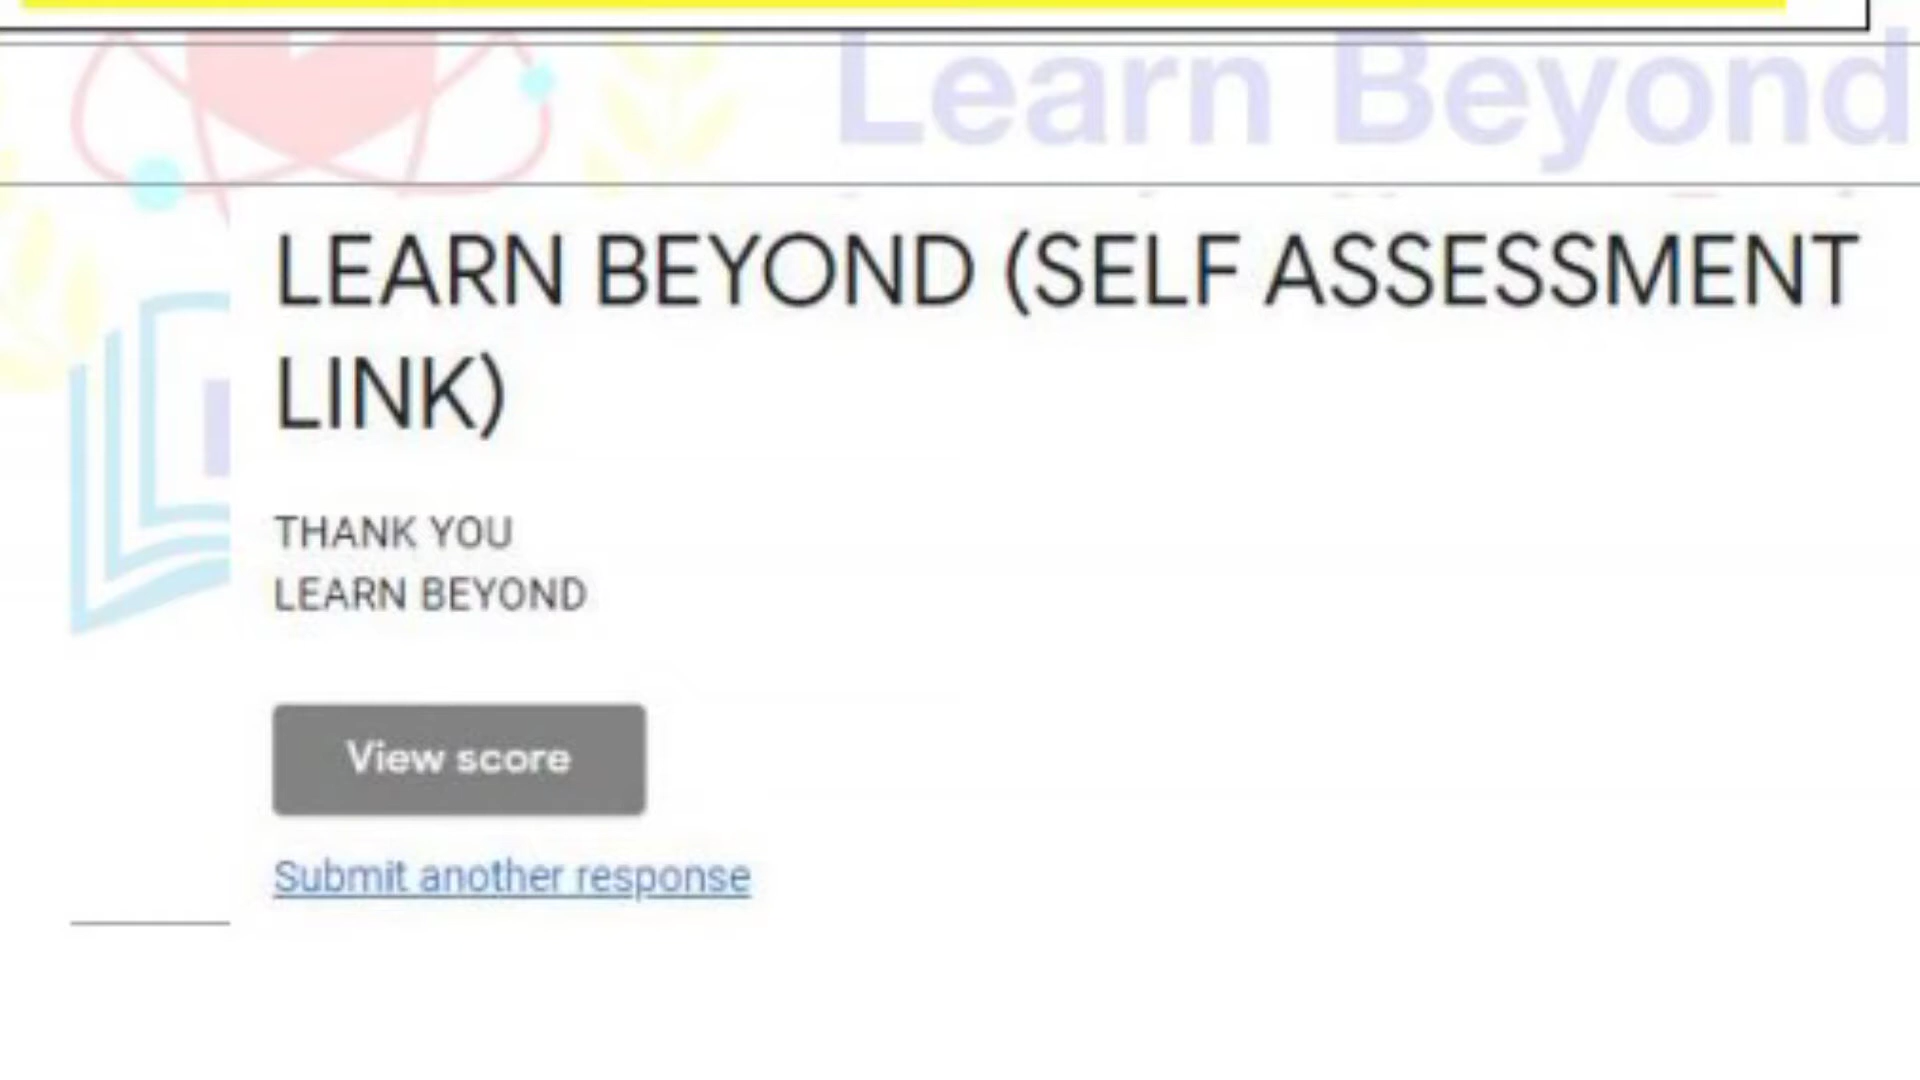 Learn Beyond
LEARN BEYOND (SELF ASSESSMENT
LINK)
THANK YOU
LEARN BEYOND
View score
Submit another response